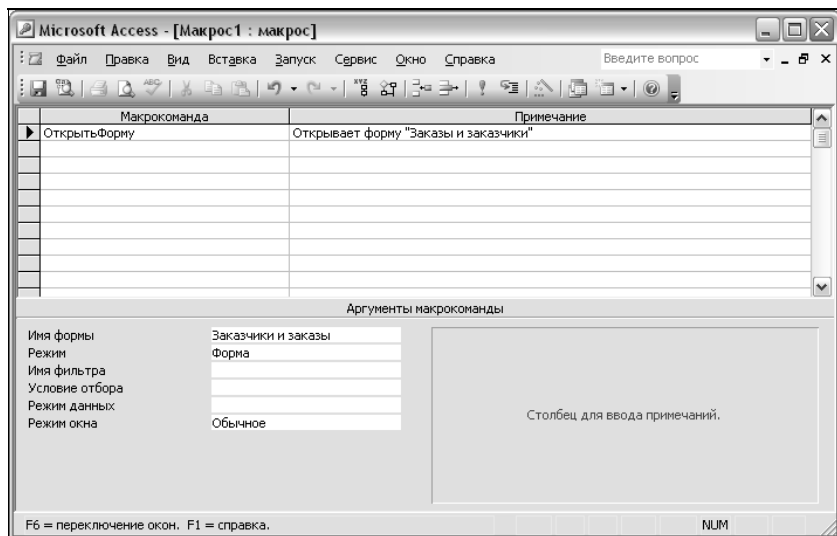 Microsoft Access - [Макрос1 : макрос]
Файл Правка Вид Вставка Запуск Сервис Окно Справка Введите вопрос
Макрокоманда Примечание
ОткрытьФорму Открывает форму "Заказы и заказчики"
Аргументы макрокоманды
Имя формы Заказчики и заказы
Режим Форма
Имя фильтра
Условие отбора
Режим данных
Режим окна Обычное
Столбец для ввода примечаний.
F6 = переключение окон. F1 = справка. NUM